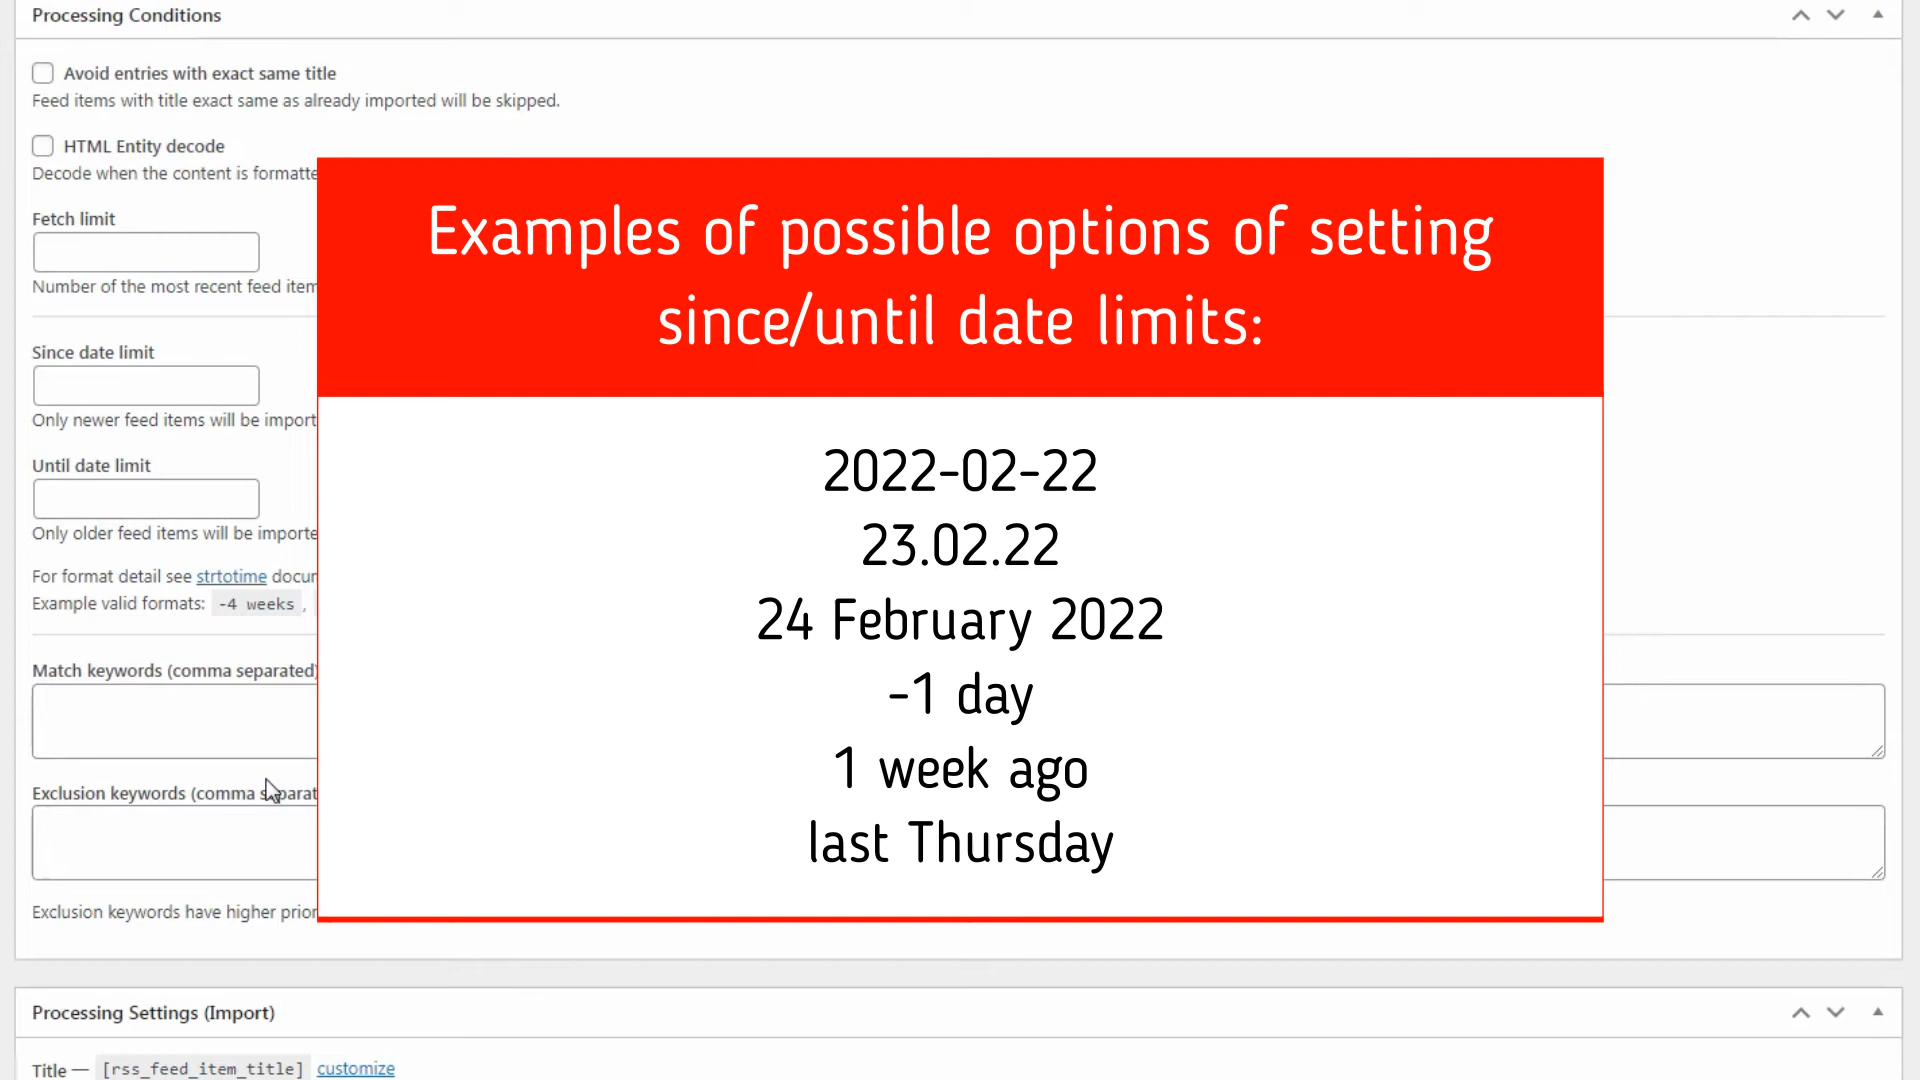 Processing Conditions
Avoid entries with exact same title
Feed items with title exact same as already imported will be skipped.
HTML Entity decode
Decode when the content is formatte
Fetch limit
Number of the most recent feed item
Since date limit
Only newer feed items will be import
Until date limit
Only older feed items will be importe
For format detail see strtotime docur
Example valid formats: -4 weeks ,
Match keywords (comma separated)
Exclusion keywords (comma separat
Exclusion keywords have higher prior
Examples of possible options of setting
since/until date limits:
2022-02-22
23.02.22
24 February 2022
-1 day
1 week ago
last Thursday
Processing Settings (Import)
Title — [rss_feed_item_title] customize